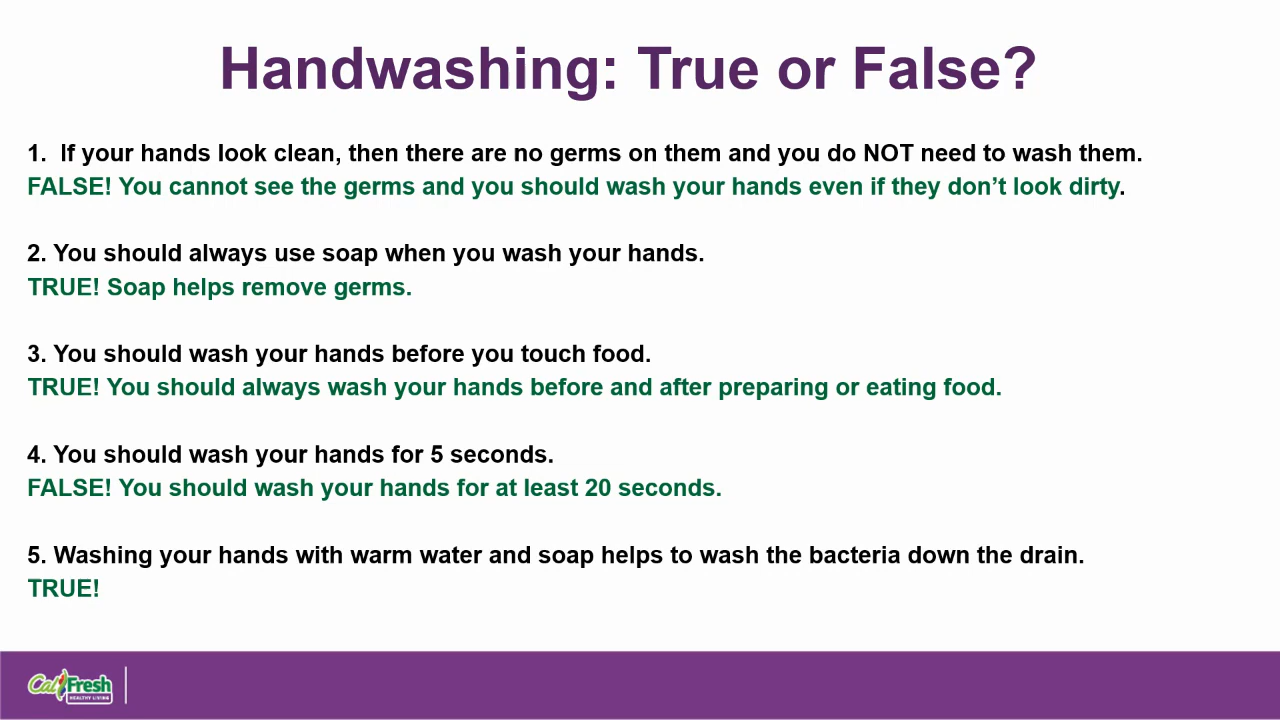 Handwashing: True or False?
1.  If your hands look clean, then there are no germs on them and you do NOT need to wash them.
FALSE! You cannot see the germs and you should wash your hands even if they don’t look dirty.
2. You should always use soap when you wash your hands.
TRUE! Soap helps remove germs.
3. You should wash your hands before you touch food.
TRUE! You should always wash your hands before and after preparing or eating food.
4. You should wash your hands for 5 seconds.
FALSE! You should wash your hands for at least 20 seconds.
5. Washing your hands with warm water and soap helps to wash the bacteria down the drain.
TRUE!
CalFresh
HEALTHY LIVING